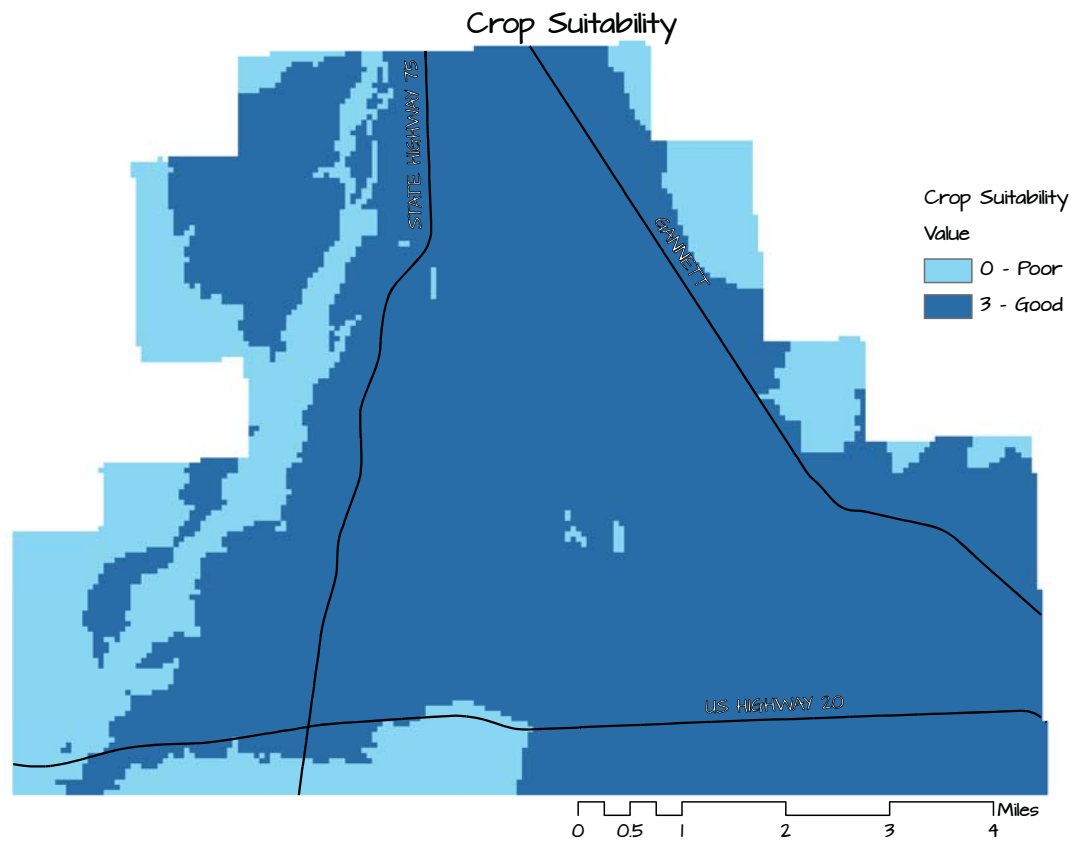 Crop Suitability
STATE HIGHWAY 75
GANNETT
Crop Suitability
Value
0 - Poor
3 - Good
US HIGHWAY 20
Miles
0 0.5 1 2 3 4